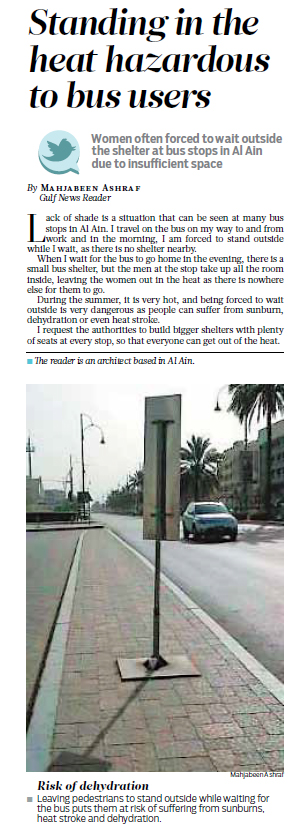 Standing in the
heat hazardous
to bus users
Women often forced to wait outside
the shelter at bus stops in Al Ain
due to insufficient space
By Mahjabeen Ashraf
Gulf News Reader
Lack of shade is a situation that can be seen at many bus
stops in Al Ain. I travel on the bus on my way to and from
work and in the morning, I am forced to stand outside
while I wait, as there is no shelter nearby.
When I wait for the bus to go home in the evening, there is a
small bus shelter, but the men at the stop take up all the room
inside, leaving the women out in the heat as there is nowhere
else for them to go.
During the summer, it is very hot, and being forced to wait
outside is very dangerous as people can suffer from sunburn,
dehydration or even heat stroke.
I request the authorities to build bigger shelters with plenty
of seats at every stop, so that everyone can get out of the heat.
The reader is an architect based in Al Ain.
Mahjabeen Ashraf
Risk of dehydration
Leaving pedestrians to stand outside while waiting for
the bus puts them at risk of suffering from sunburns,
heat stroke and dehydration.